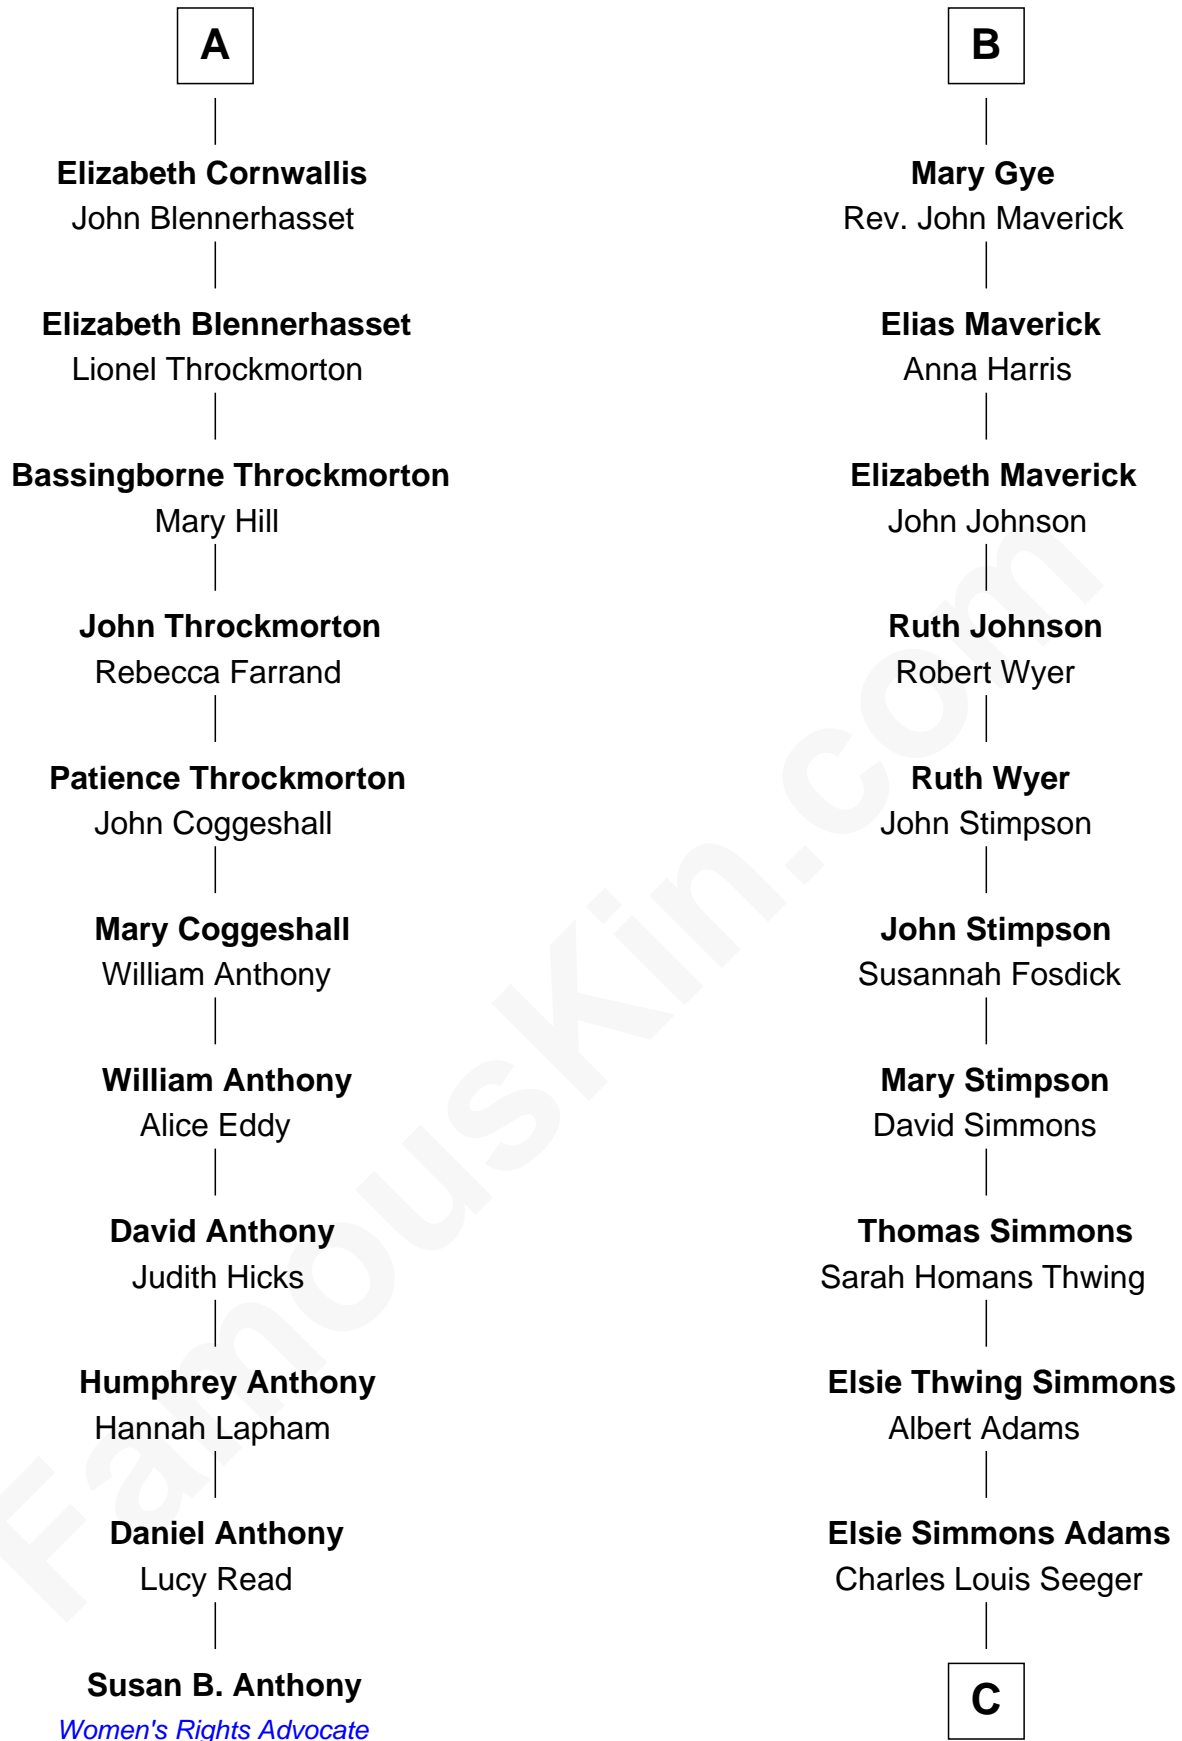 A
Elizabeth Cornwallis
John Blennerhasset
Elizabeth Blennerhasset
Lionel Throckmorton
Bassingborne Throckmorton
Mary Hill
John Throckmorton
Rebecca Farrand
Patience Throckmorton
John Coggeshall
Mary Coggeshall
William Anthony
William Anthony
Alice Eddy
David Anthony
Judith Hicks
Humphrey Anthony
Hannah Lapham
Daniel Anthony
Lucy Read
Susan B. Anthony
Women's Rights Advocate
B
Mary Gye
Rev. John Maverick
Elias Maverick
Anna Harris
Elizabeth Maverick
John Johnson
Ruth Johnson
Robert Wyer
Ruth Wyer
John Stimpson
John Stimpson
Susannah Fosdick
Mary Stimpson
David Simmons
Thomas Simmons
Sarah Homans Thwing
Elsie Thwing Simmons
Albert Adams
Elsie Simmons Adams
Charles Louis Seeger
C
FamousKin.com